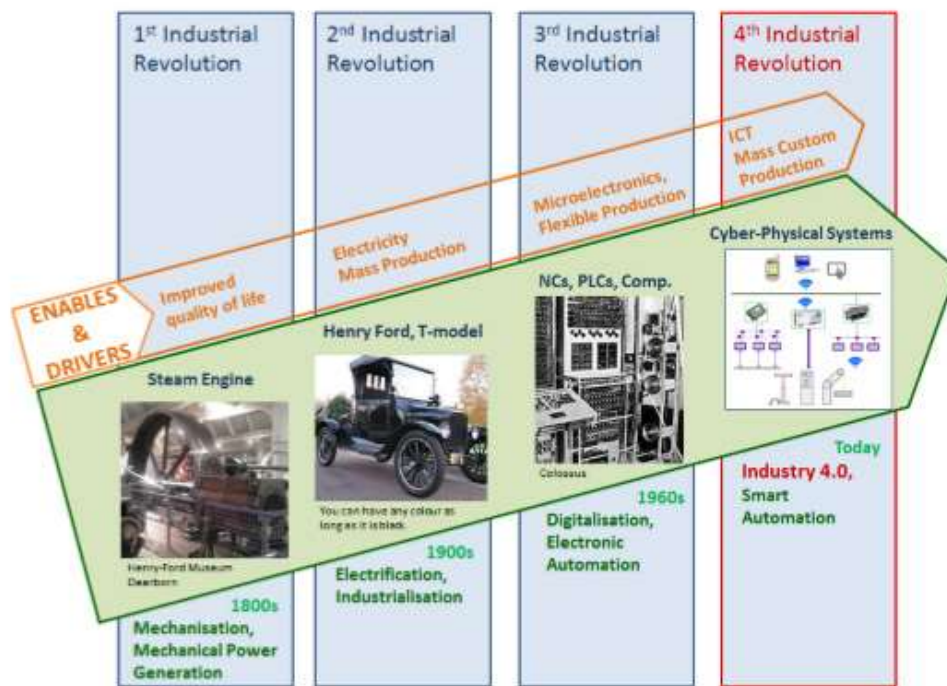 1st Industrial
Revolution
2nd Industrial
Revolution
3rd Industrial
Revolution
4th Industrial
Revolution
ENABLES
&
DRIVERS
Improved
quality of life
Electricity
Mass Production
Microelectronics,
Flexible Production
ICT
Mass Custom
Production
Steam Engine
Henry-Ford Museum
Dearborn
1800s
Mechanisation,
Mechanical Power
Generation
Henry Ford, T-model
You can have any colour as
long as it is black.
1900s
Electrification,
Industrialisation
NCs, PLCs, Comp.
Colossus
1960s
Digitalisation,
Electronic
Automation
Cyber-Physical Systems
Today
Industry 4.0,
Smart
Automation